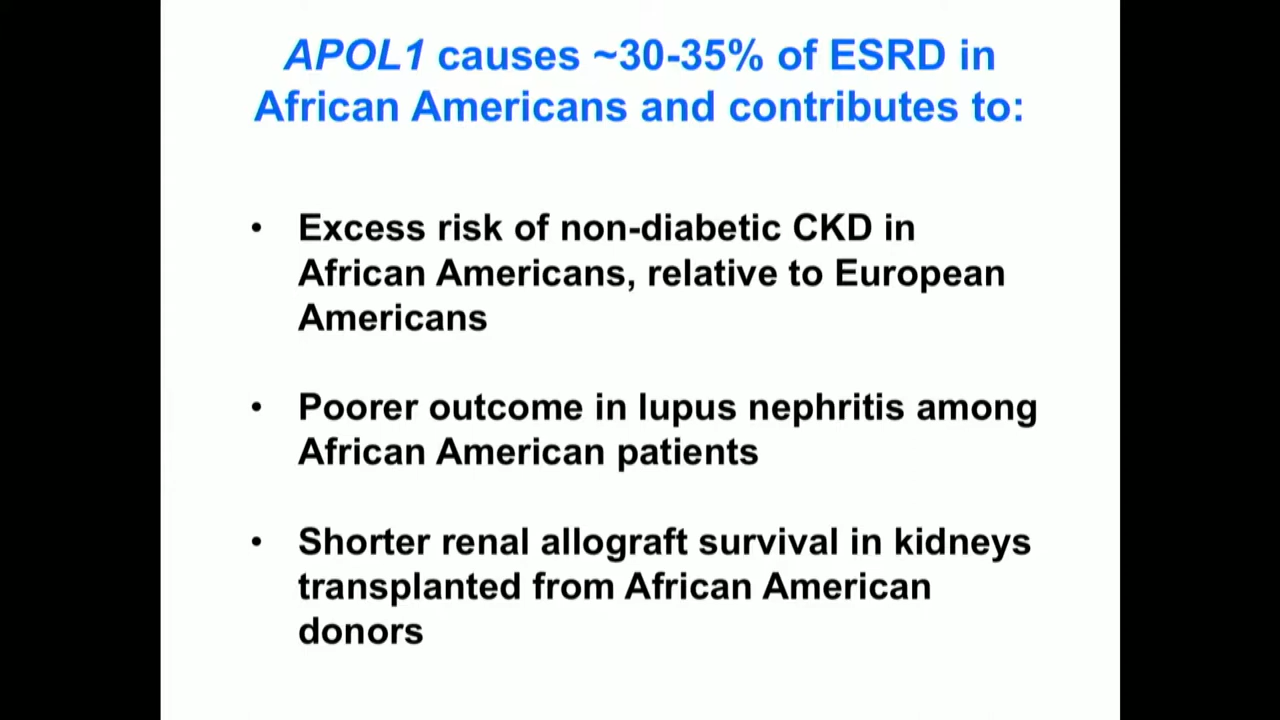 APOL1 causes ~30-35% of ESRD in
African Americans and contributes to:
• Excess risk of non-diabetic CKD in
African Americans, relative to European
Americans
• Poorer outcome in lupus nephritis among
African American patients
• Shorter renal allograft survival in kidneys
transplanted from African American
donors